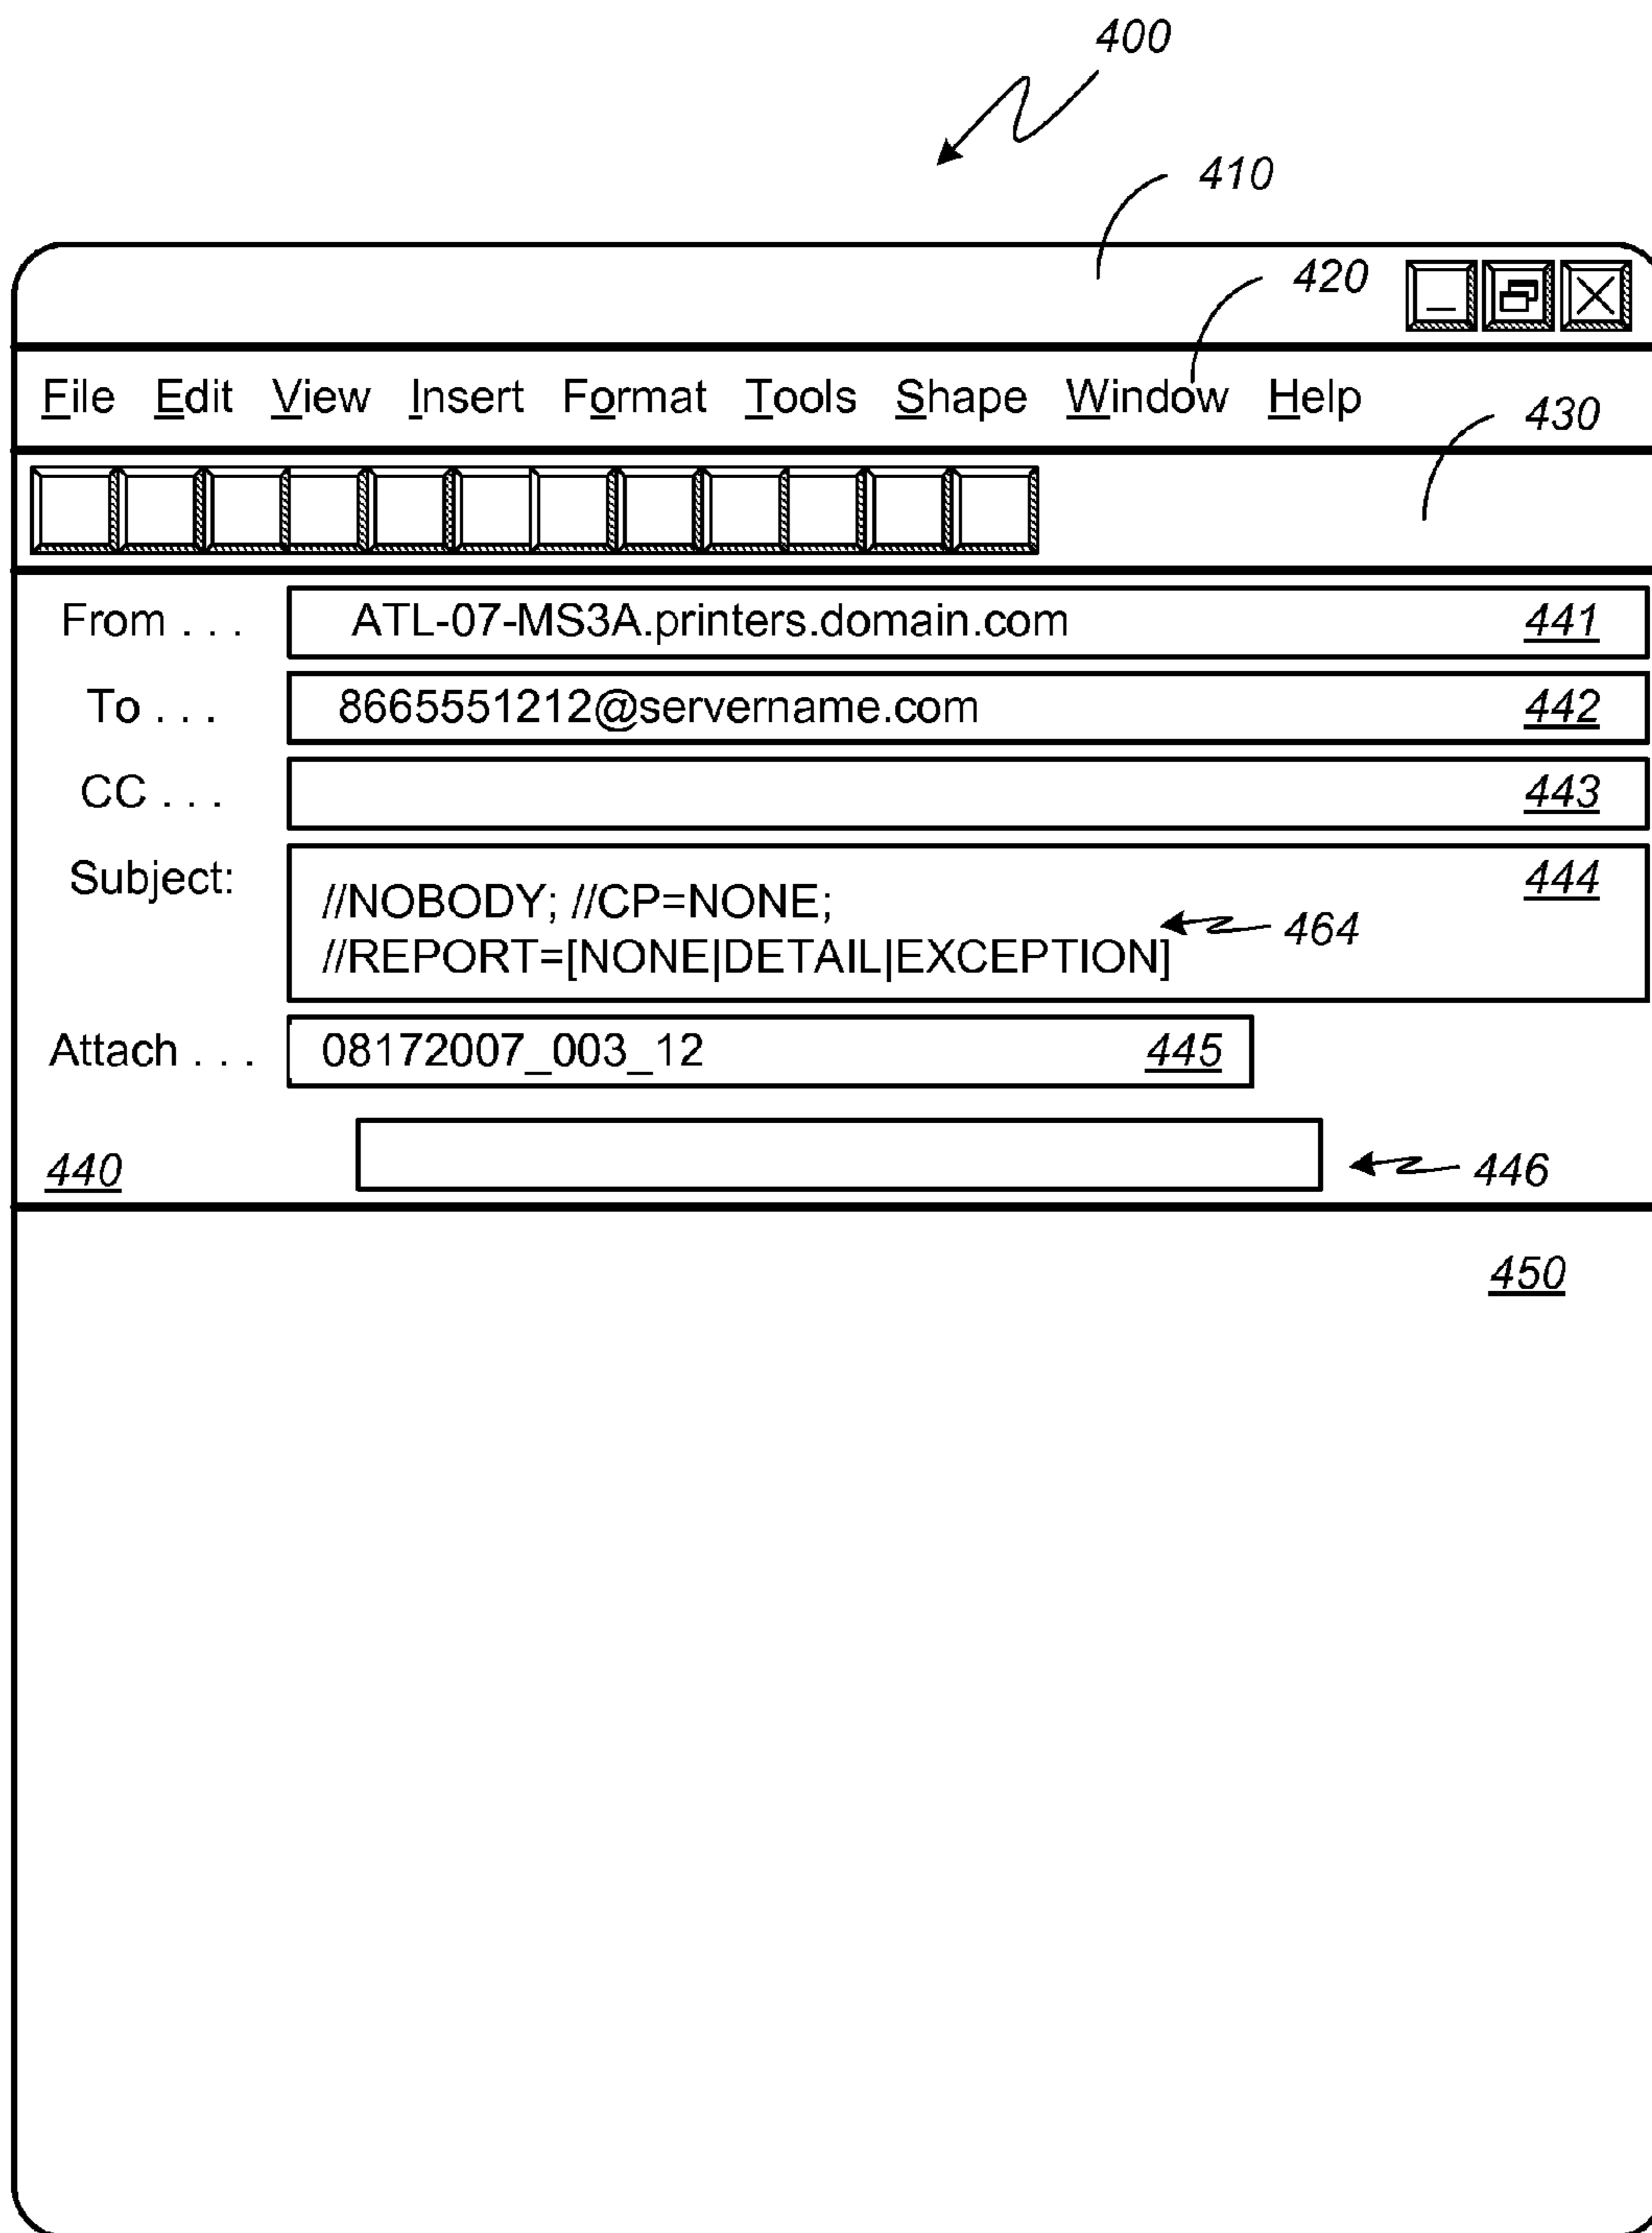 400
410
420
File Edit View Insert Format Tools Shape Window Help
430
From . . . ATL-07-MS3A.printers.domain.com 441
To . . . 8665551212@servername.com 442
CC . . . 443
Subject: 444
//NOBODY; //CP=NONE;
464
//REPORT=[NONE|DETAIL|EXCEPTION]
Attach . . . 08172007_003_12 445
440 446
450